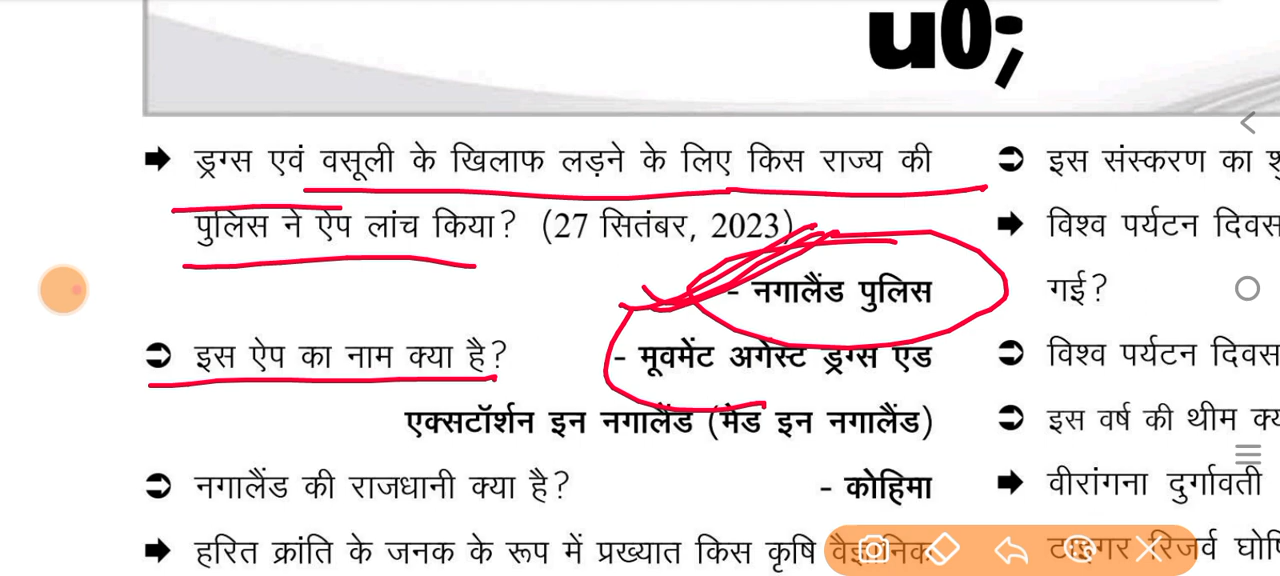 u0;
➡ ड्रग्स एवं वसूली के खिलाफ लड़ने के लिए किस राज्य की
पुलिस ने ऐप लांच किया? (27 सितंबर, 2023)
- नगालैंड पुलिस
➲ इस ऐप का नाम क्या है? - मूवमेंट अगेंस्ट ड्रग्स एंड
एक्सटॉर्शन इन नगालैंड (मेड इन नगालैंड)
➲ नगालैंड की राजधानी क्या है? - कोहिमा
➡ हरित क्रांति के जनक के रूप में प्रख्यात किस कृषि वैज्ञानिक
➲ इस संस्करण का
➡ विश्व पर्यटन दिवस
गई?
➲ विश्व पर्यटन दिवस
➲ इस वर्ष की थीम
➡ वीरांगना दुर्गावती
टाइगर रिजर्व